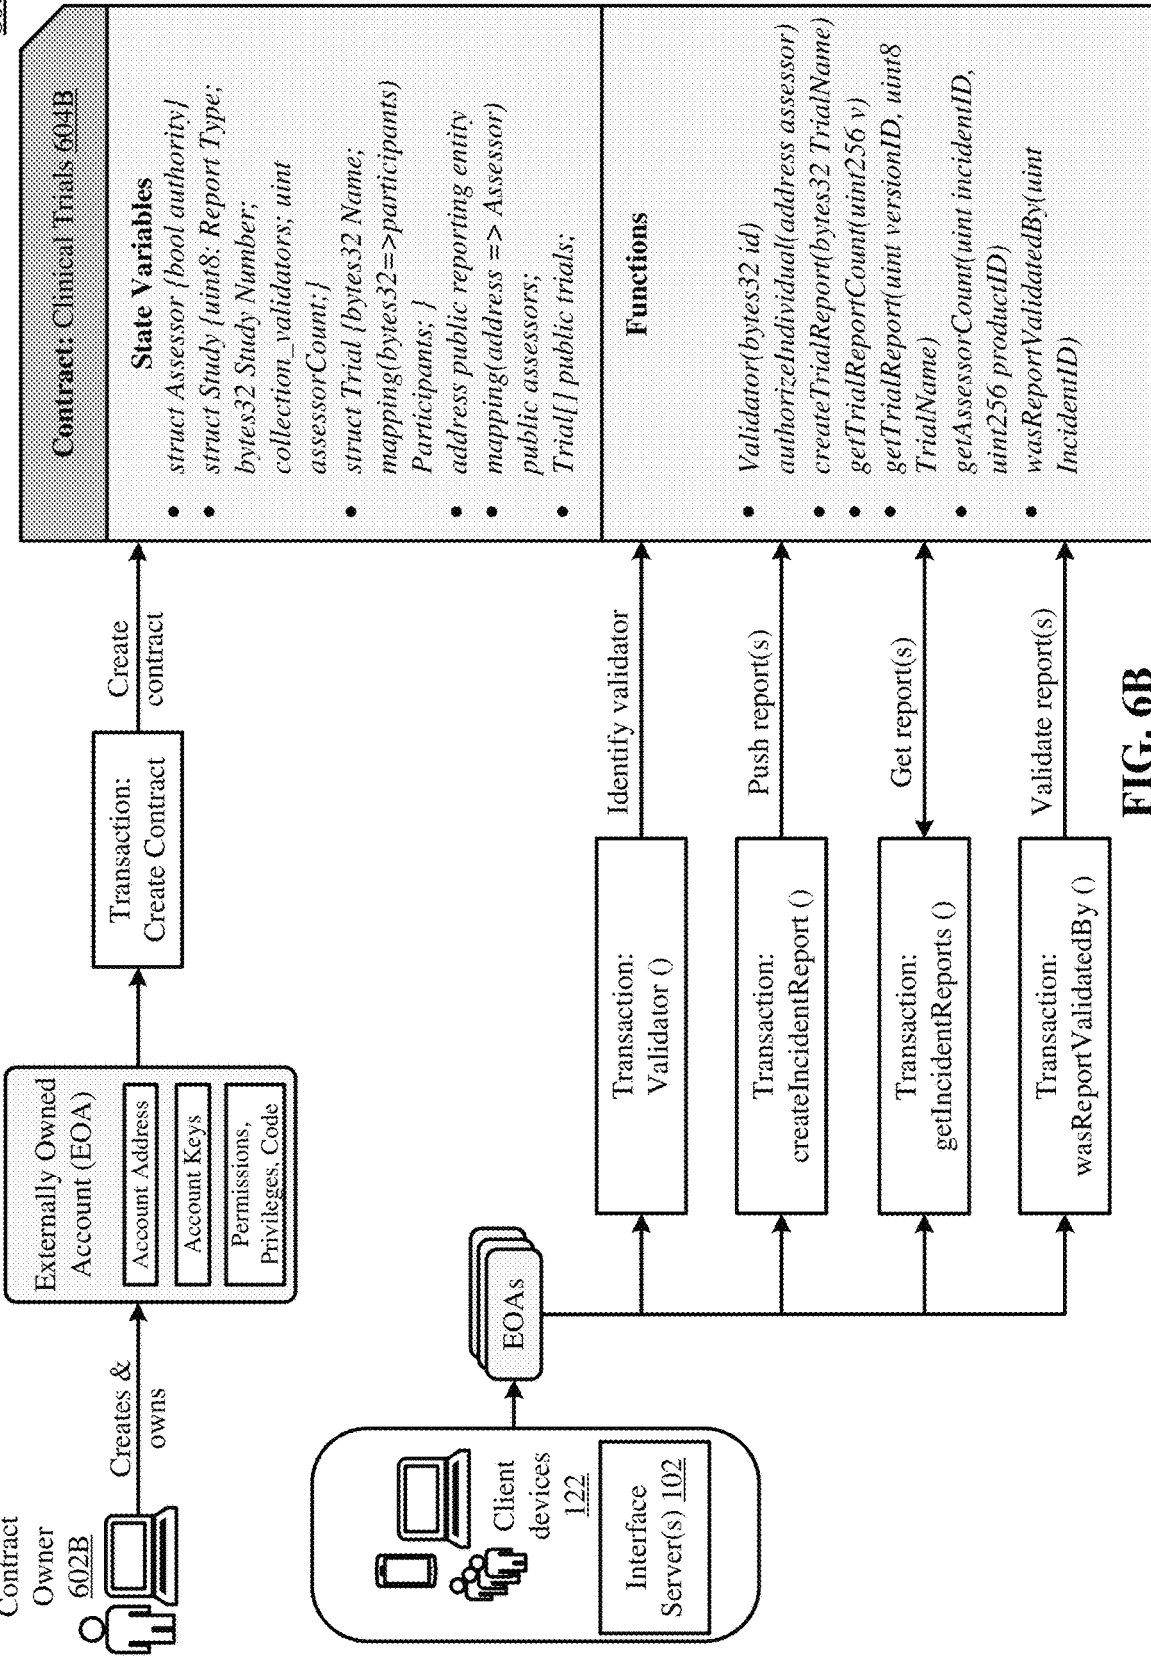 Contract
Owner
602B
Creates &
owns
Externally Owned
Account (EOA)
Account Address
Account Keys
Permissions,
Privileges, Code
Transaction:
Create Contract
Create
contract
Contract: Clinical Trials 604B
State Variables
• struct Assessor {bool authority}
• struct Study {uint8: Report Type;
bytes32 Study Number;
collection_validators; uint
assessorCount;}
• struct Trial {bytes32 Name;
mapping(bytes32=>participants)
Participants; }
• address public reporting entity
• mapping(address => Assessor)
public assessors;
• Trial[] public trials;
Functions
• Validator(bytes32 id)
authorizeIndividual(address assessor)
• createTrialReport(bytes32 TrialName)
• getTrialReportCount(uint256 v)
• getTrialReport(uint versionID, uint8
TrialName)
• getAssessorCount(uint incidentID,
uint256 productID)
• wasReportValidatedBy(uint
IncidentID)
Client
devices
122
Interface
Server(s) 102
EOAs
Transaction:
Validator ()
Identify validator
Transaction:
createIncidentReport ()
Push report(s)
Transaction:
getIncidentReports ()
Get report(s)
Transaction:
wasReportValidatedBy ()
Validate report(s)
FIG. 6B